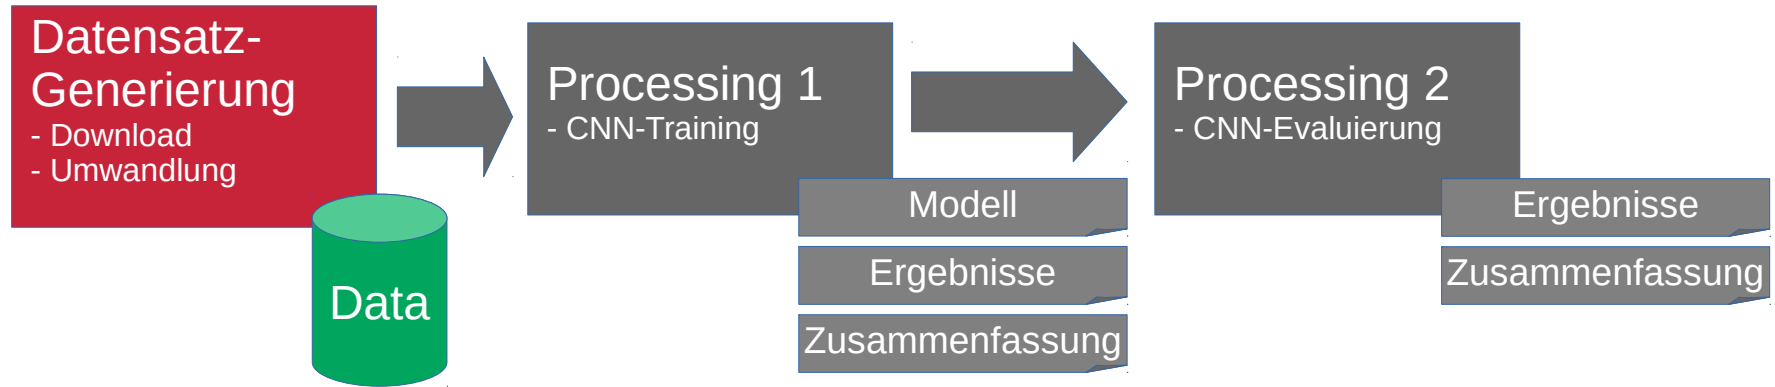 Datensatz-
Generierung
- Download
- Umwandlung
Data
Processing 1
- CNN-Training
Modell
Ergebnisse
Zusammenfassung
Processing 2
- CNN-Evaluierung
Ergebnisse
Zusammenfassung